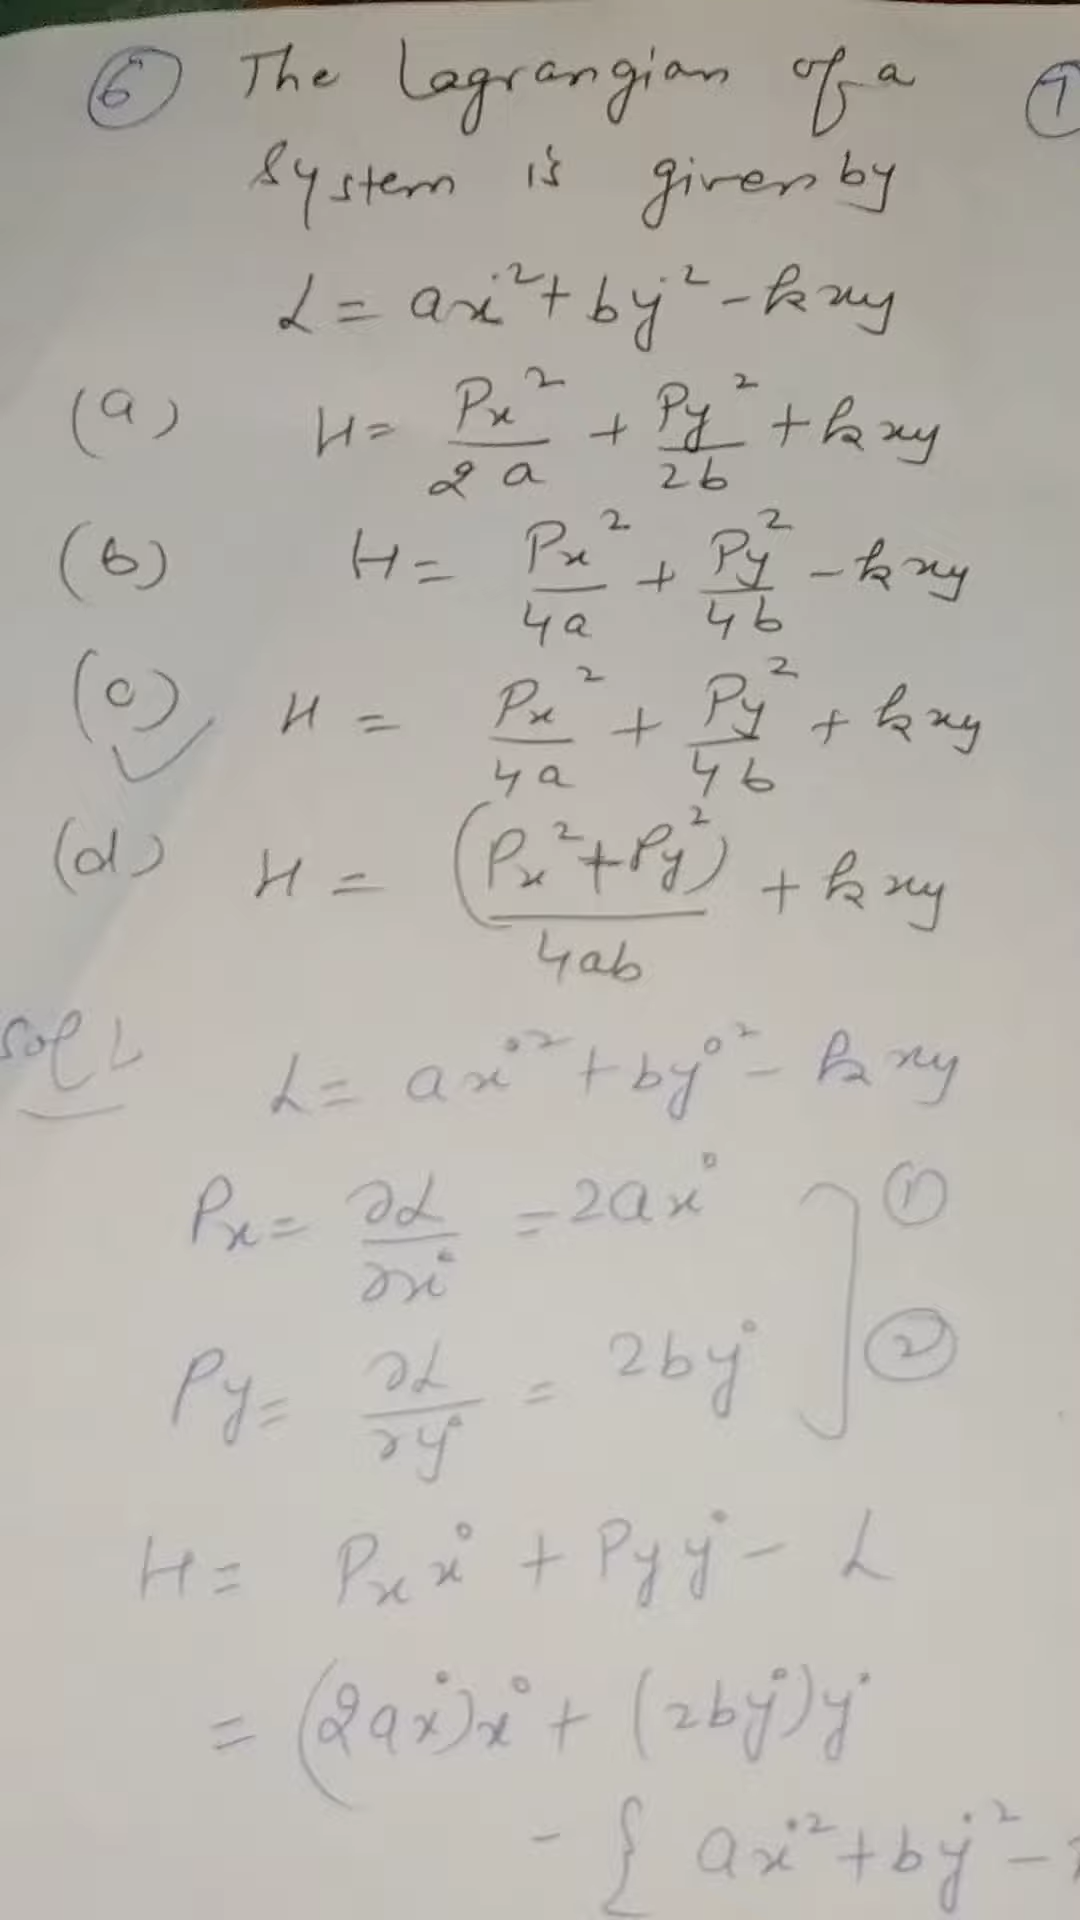 ⑥ The Lagrangian of a
System is given by
L = aẋ² + bẏ² - kxy
(a) H = Px²/2a + Py²/2b + kxy
(b) H = Px²/4a + Py²/4b - kxy
(c) H = Px²/4a + Py²/4b + kxy
(d) H = (Px² + Py²)/4ab + kxy
Sol L = aẋ² + bẏ² - kxy
Px = ∂L/∂ẋ = 2aẋ ①
Py = ∂L/∂ẏ = 2bẏ ②
H = Pxẋ + Pyẏ - L
= (2aẋ)ẋ + (2bẏ)ẏ
- { aẋ² + bẏ² -